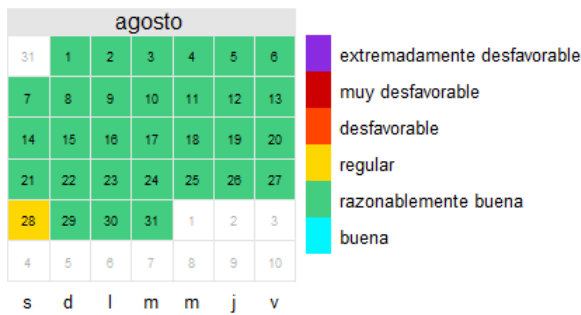 agosto
31 1 2 3 4 5 6
7 8 9 10 11 12 13
14 15 16 17 18 19 20
21 22 23 24 25 26 27
28 29 30 31 1 2 3
4 5 6 7 8 9 10
s d l m m j v
extremadamente desfavorable
muy desfavorable
desfavorable
regular
razonablemente buena
buena